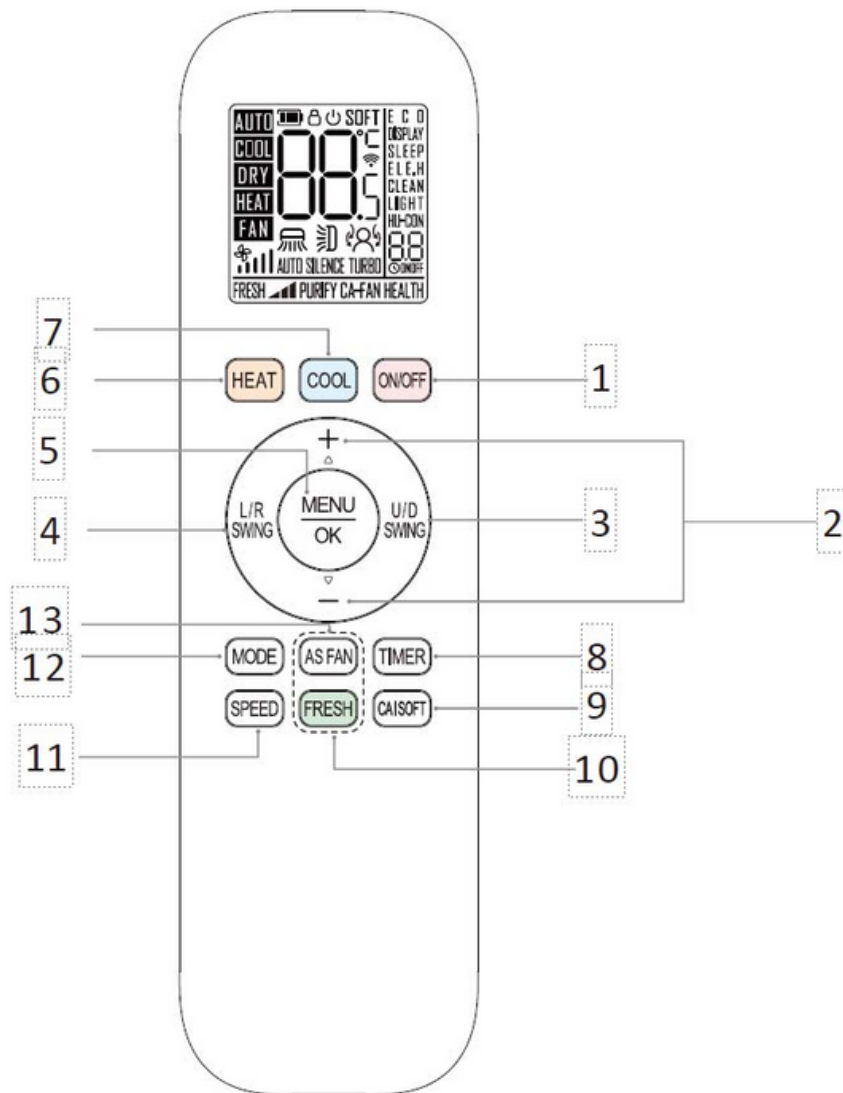 AUTO SOFT E C O
COOL 88.5 °C DISPLAY
DRY SLEEP
HEAT ELE.H
FAN CLEAN
LIGHT
HU-CON
8.8
AUTO SILENCE TURBO ON/OFF
FRESH PURIFY CA-FAN HEALTH
7
6 HEAT COOL ON/OFF 1
5 +
4 L/R SWING MENU OK U/D SWING 3 2
−
13
12 MODE AS FAN TIMER 8
SPEED FRESH CAISOFT 9
11 10